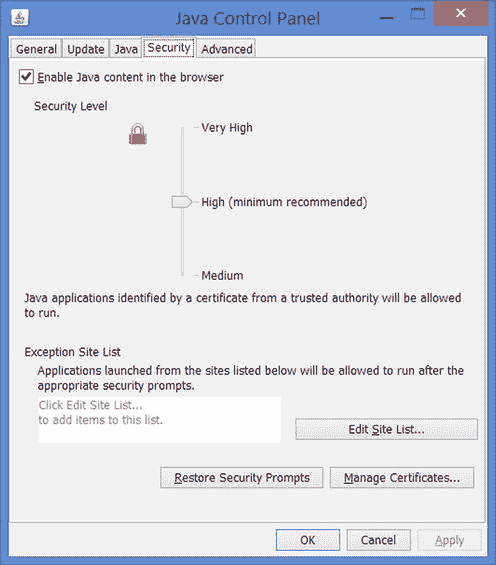 Java Control Panel
General Update Java Security Advanced
Enable Java content in the browser
Security Level
Very High
High (minimum recommended)
Medium
Java applications identified by a certificate from a trusted authority will be allowed
to run.
Exception Site List
Applications launched from the sites listed below will be allowed to run after the
appropriate security prompts.
Click Edit Site List...
to add items to this list.
Edit Site List...
Restore Security Prompts Manage Certificates...
OK Cancel Apply